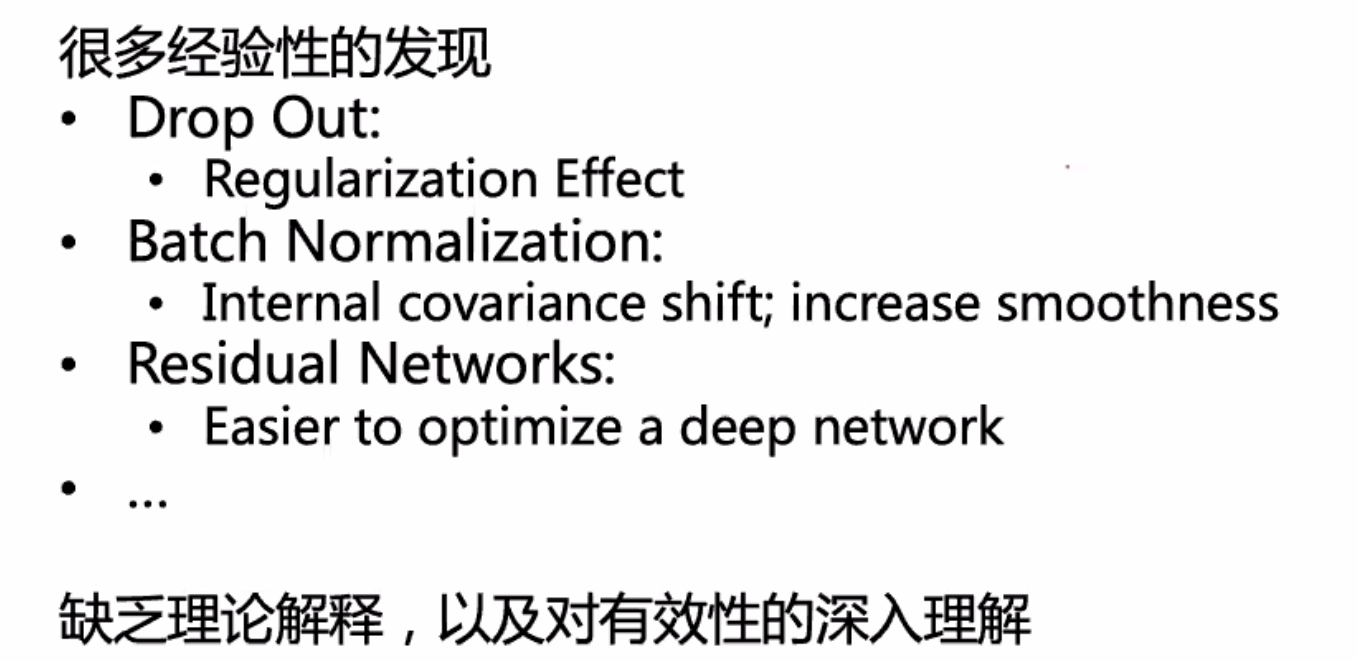 很多经验性的发现
• Drop Out:
• Regularization Effect
• Batch Normalization:
• Internal covariance shift; increase smoothness
• Residual Networks:
• Easier to optimize a deep network
• ...
缺乏理论解释，以及对有效性的深入理解